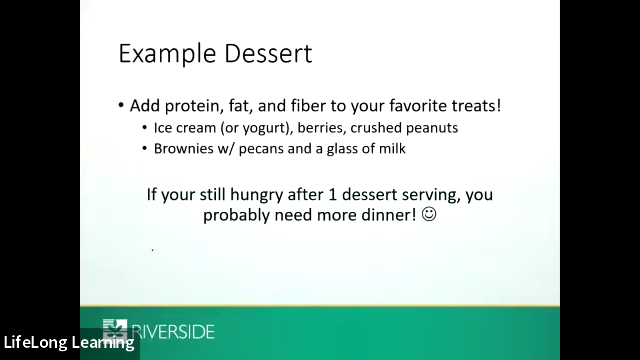 Example Dessert
• Add protein, fat, and fiber to your favorite treats!
• Ice cream (or yogurt), berries, crushed peanuts
• Brownies w/ pecans and a glass of milk
If your still hungry after 1 dessert serving, you
probably need more dinner! ☺
RIVERSIDE
LifeLong Learning